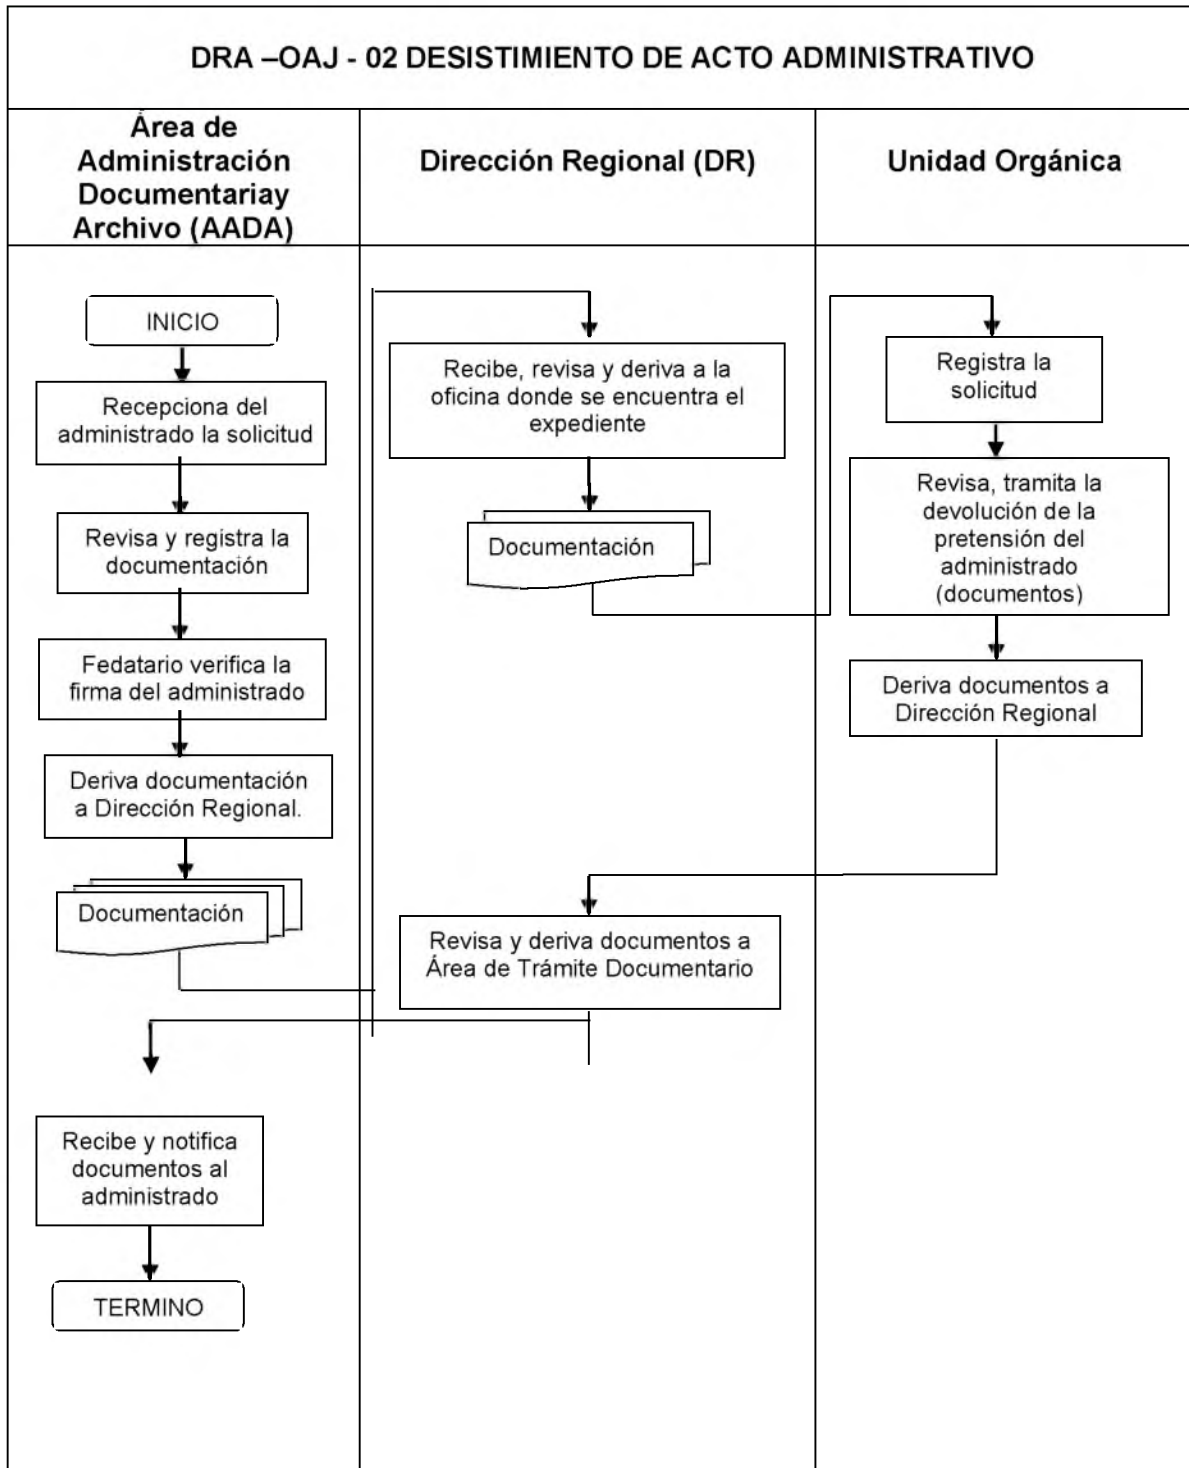 DRA –OAJ - 02 DESISTIMIENTO DE ACTO ADMINISTRATIVO
Área de
Administración
Documentariay
Archivo (AADA)
Dirección Regional (DR)
Unidad Orgánica
INICIO
Recepciona del
administrado la solicitud
Revisa y registra la
documentación
Fedatario verifica la
firma del administrado
Deriva documentación
a Dirección Regional.
Documentación
Recibe, revisa y deriva a la
oficina donde se encuentra el
expediente
Documentación
Registra la
solicitud
Revisa, tramita la
devolución de la
pretensión del
administrado
(documentos)
Deriva documentos a
Dirección Regional
Revisa y deriva documentos a
Área de Trámite Documentario
Recibe y notifica
documentos al
administrado
TERMINO